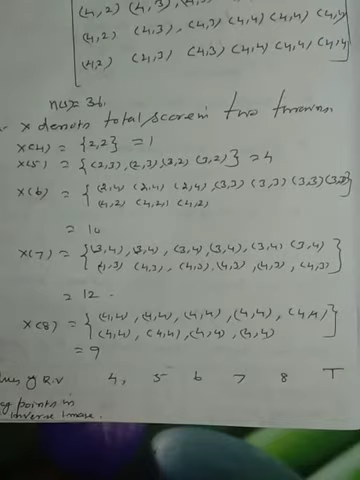 (4,2) (4,3),
(4,2) (4,3), (4,3) (4,4) (4,4) (4,4)
(4,2) (4,3) (4,3) (4,4) (4,4) (4,4)
n(s)= 36.
x denots total score in two
X(4) = {2,2} = 1
X(5) = {(2,3), (2,3), (3,2) (3,2)} = 4
X(6) = {(2,4) (2,4) (2,4), (3,3) (3,3) (3,3) (3,3)
(4,2) (4,2) (4,2)
= 10
X(7) = {(3,4), (3,4), (3,4), (3,4), (3,4) (3,4)
(4,3) (4,3), (4,3), (4,3), (4,3), (4,3)}
= 12.
X(8) = {(4,4), (4,4), (4,4), (4,4), (4,4)
(4,4), (4,4), (4,4), (4,4)}
= 9
R.V 4, 5 6 7 8 T
points in
inverse image.